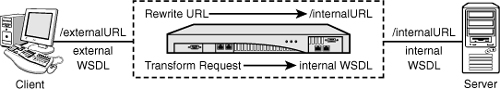 Rewrite URL /internalURL
/externalURL
/internalURL
external
WSDL
internal
WSDL
Transform Request internal WSDL
Client
Server